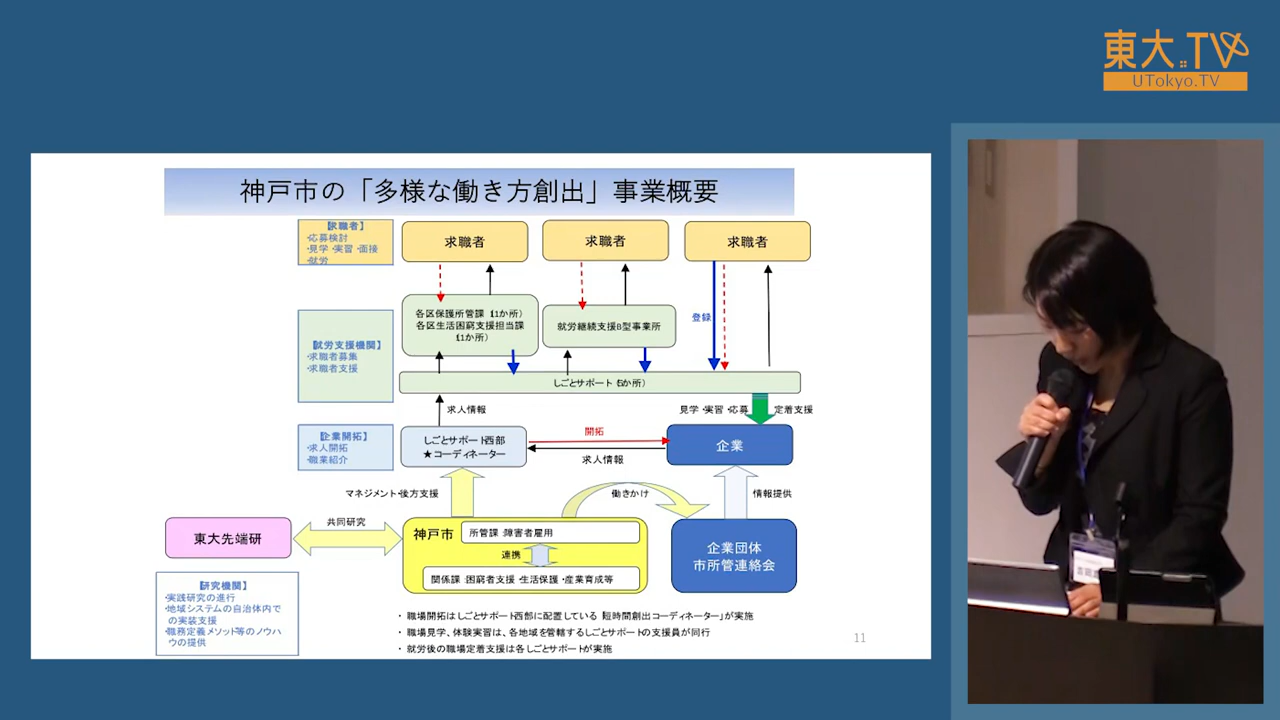 東大.TV
UTokyo.TV
神戸市の「多様な働き方創出」事業概要
【求職者】
・応募検討
・見学・実習・面接
・就労
求職者
求職者
求職者
各区保護所管課（11か所）
各区生活困窮支援担当課
（11か所）
就労継続支援B型事業所
登録
【就労支援機関】
・求職者募集
・求職者支援
しごとサポート（5か所）
求人情報
見学・実習・応募
定着支援
【企業開拓】
・求人開拓
・職業紹介
しごとサポート西部
★コーディネーター
開拓
求人情報
企業
マネジメント・後方支援
働きかけ
情報提供
東大先端研
共同研究
神戸市
所管課：障害者雇用
連携
関係課：困窮者支援・生活保護・産業育成等
企業団体
市所管連絡会
【研究機関】
・実践研究の進行
・地域システムの自治体内で
の実装支援
・職務定義メソッド等のノウハ
ウの提供
・ 職場開拓はしごとサポート西部に配置している「短時間創出コーディネーター」が実施
・ 職場見学、体験実習は、各地域を管轄するしごとサポートの支援員が同行
・ 就労後の職場定着支援は各しごとサポートが実施
11